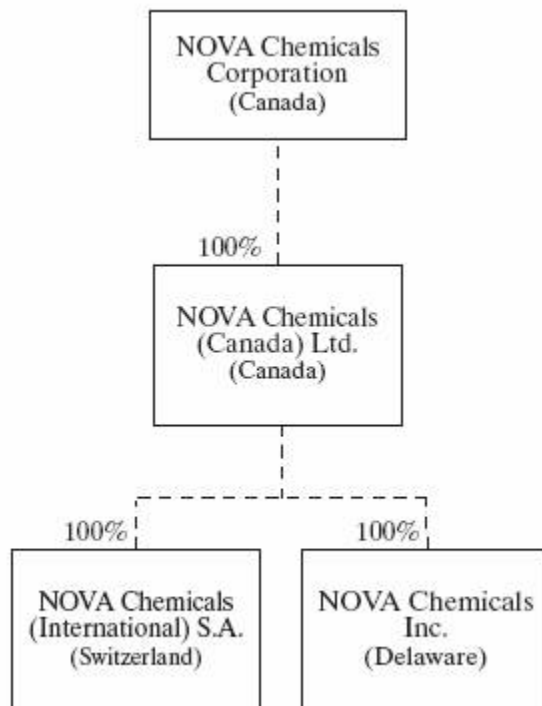 NOVA Chemicals
Corporation
(Canada)
100%
NOVA Chemicals
(Canada) Ltd.
(Canada)
100%
100%
NOVA Chemicals
(International) S.A.
(Switzerland)
NOVA Chemicals
Inc.
(Delaware)